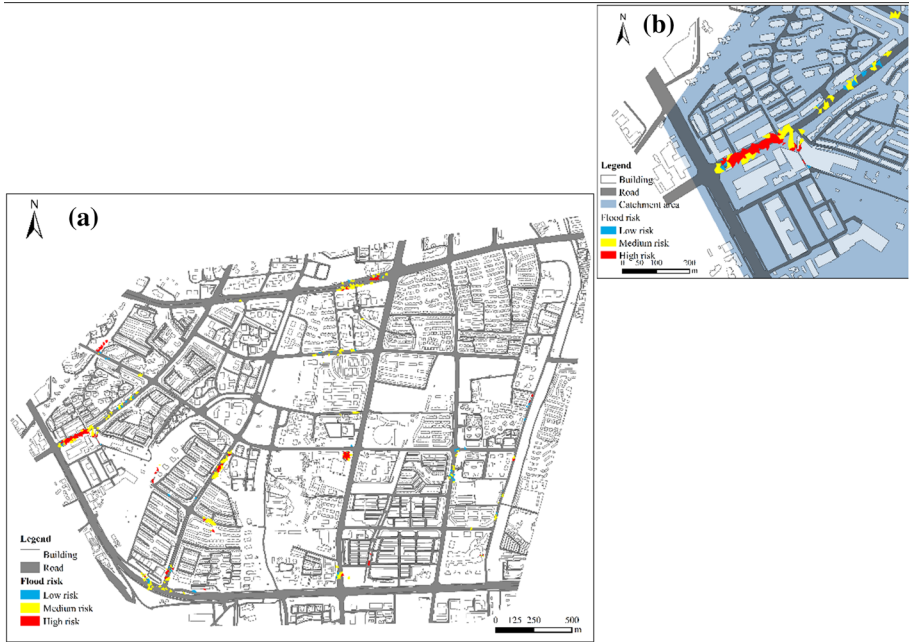 N
(b)
Legend
Building
Road
Catchment area
Flood risk
Low risk
Medium risk
High risk
0 50 100 200
m
N
(a)
Legend
Building
Road
Flood risk
Low risk
Medium risk
High risk
0 125 250 500
m